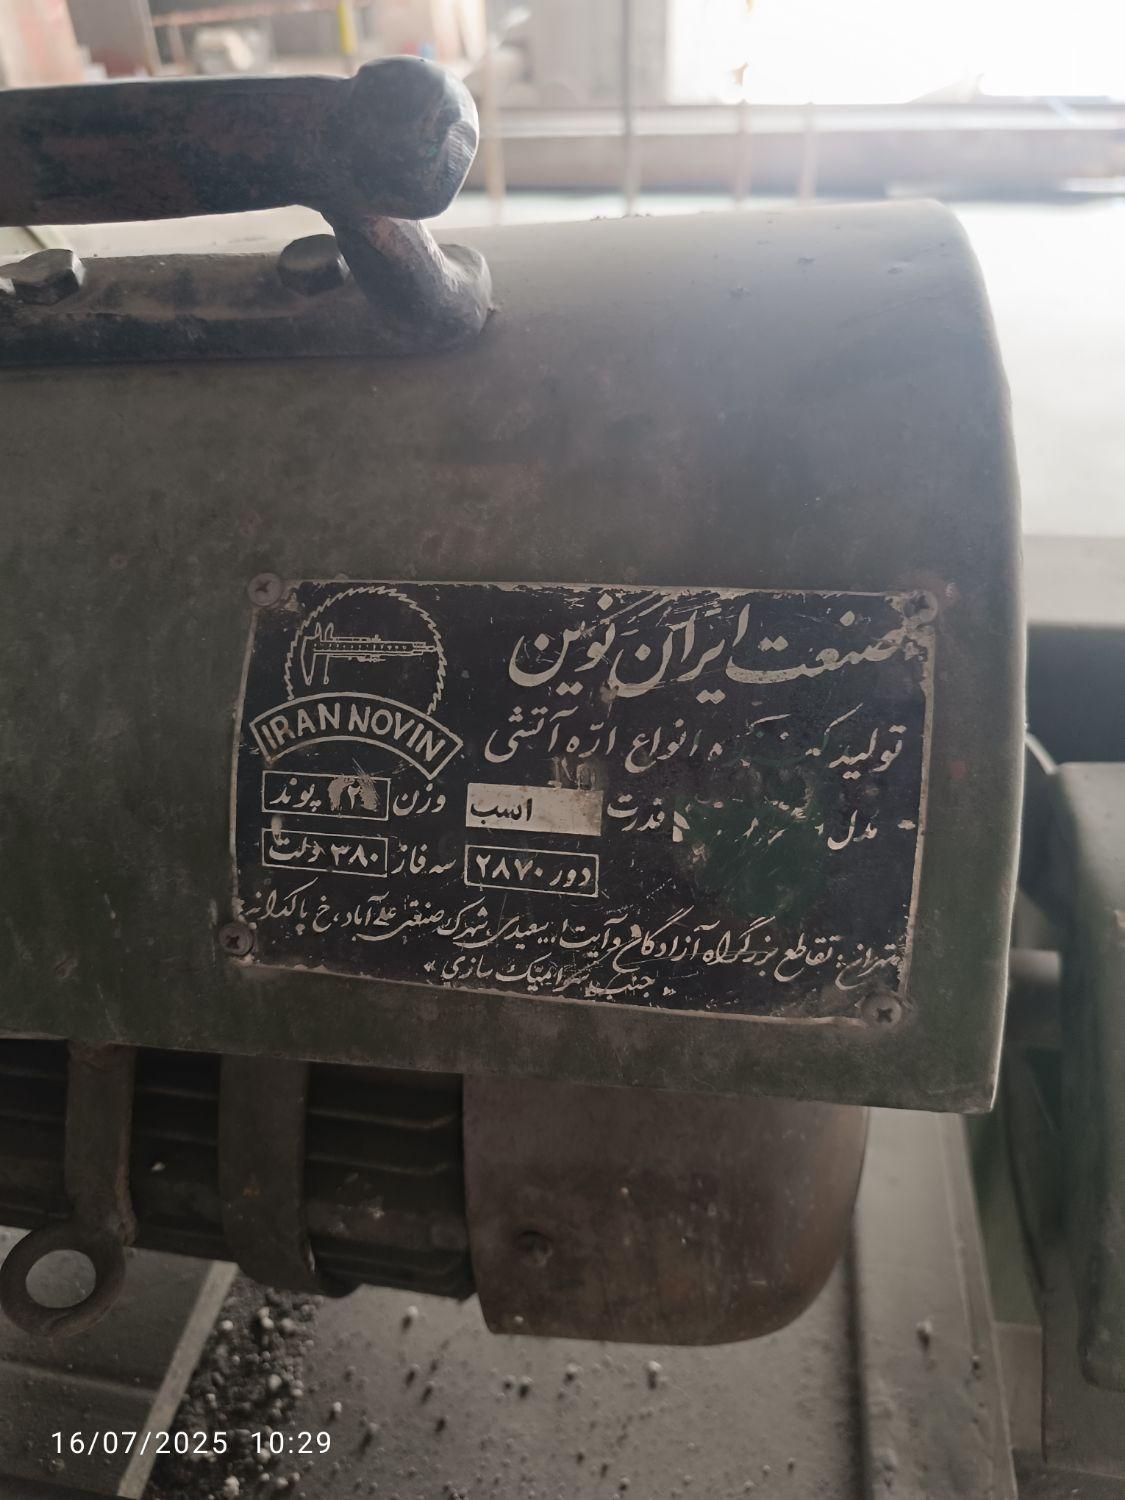 صنعت ایران نوین
IRAN NOVIN
تولید کننده انواع ارّه آتشی
مدل قدرت اسب وزن پوند
دور ۲۸۷۰ سه فاز ۳۸۰ ولت
تهران: تقاطع بزرگراه آزادگان و آیت ا.. سعیدی، شهرک صنعتی علی آباد، خ پاکدانه
جنب سرامیک سازی
16/07/2025 10:29